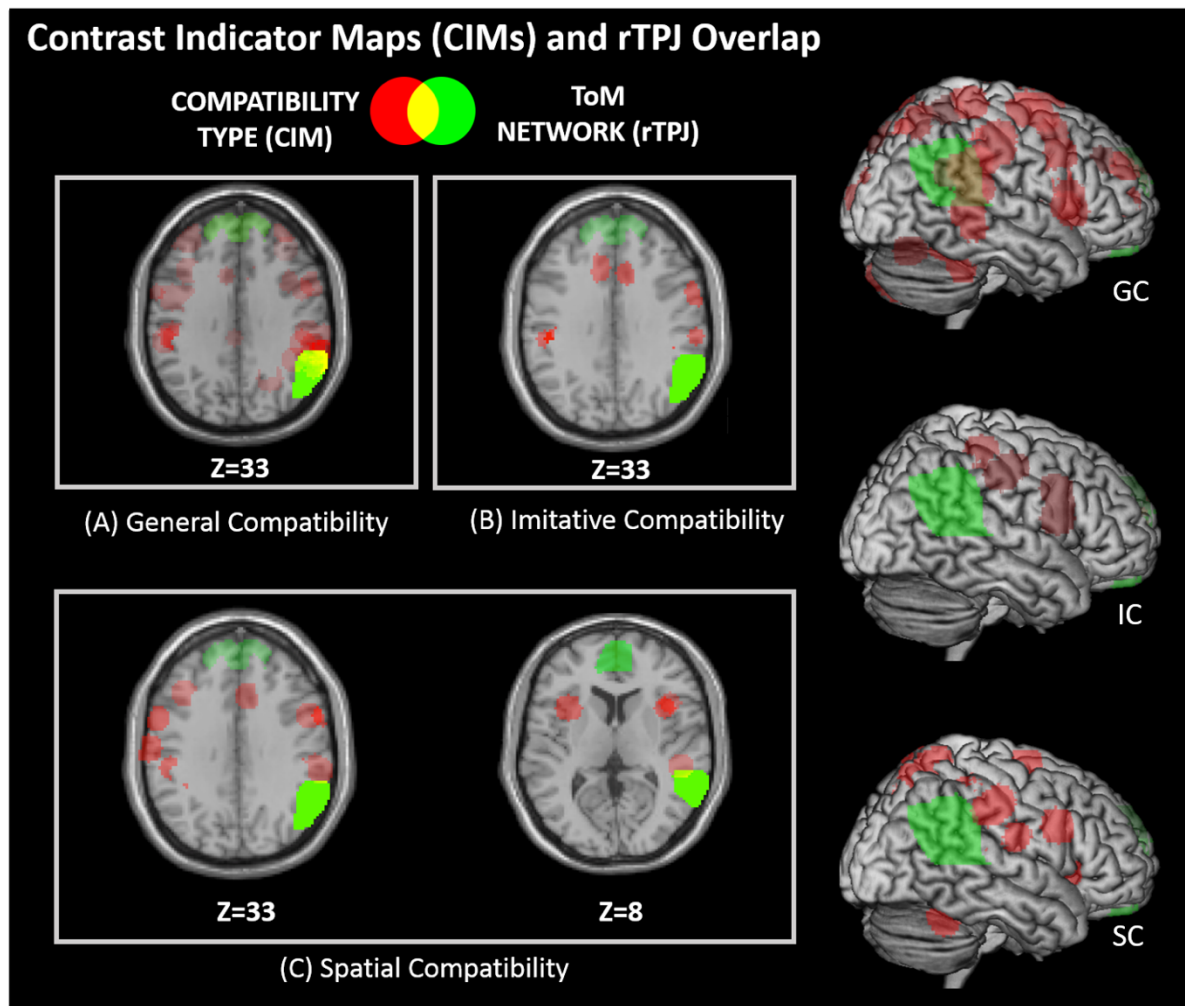 Contrast Indicator Maps (CIMs) and rTPJ Overlap
COMPATIBILITY
TYPE (CIM)
ToM
NETWORK (rTPJ)
Z=33
(A) General Compatibility
Z=33
(B) Imitative Compatibility
GC
IC
Z=33
Z=8
(C) Spatial Compatibility
SC